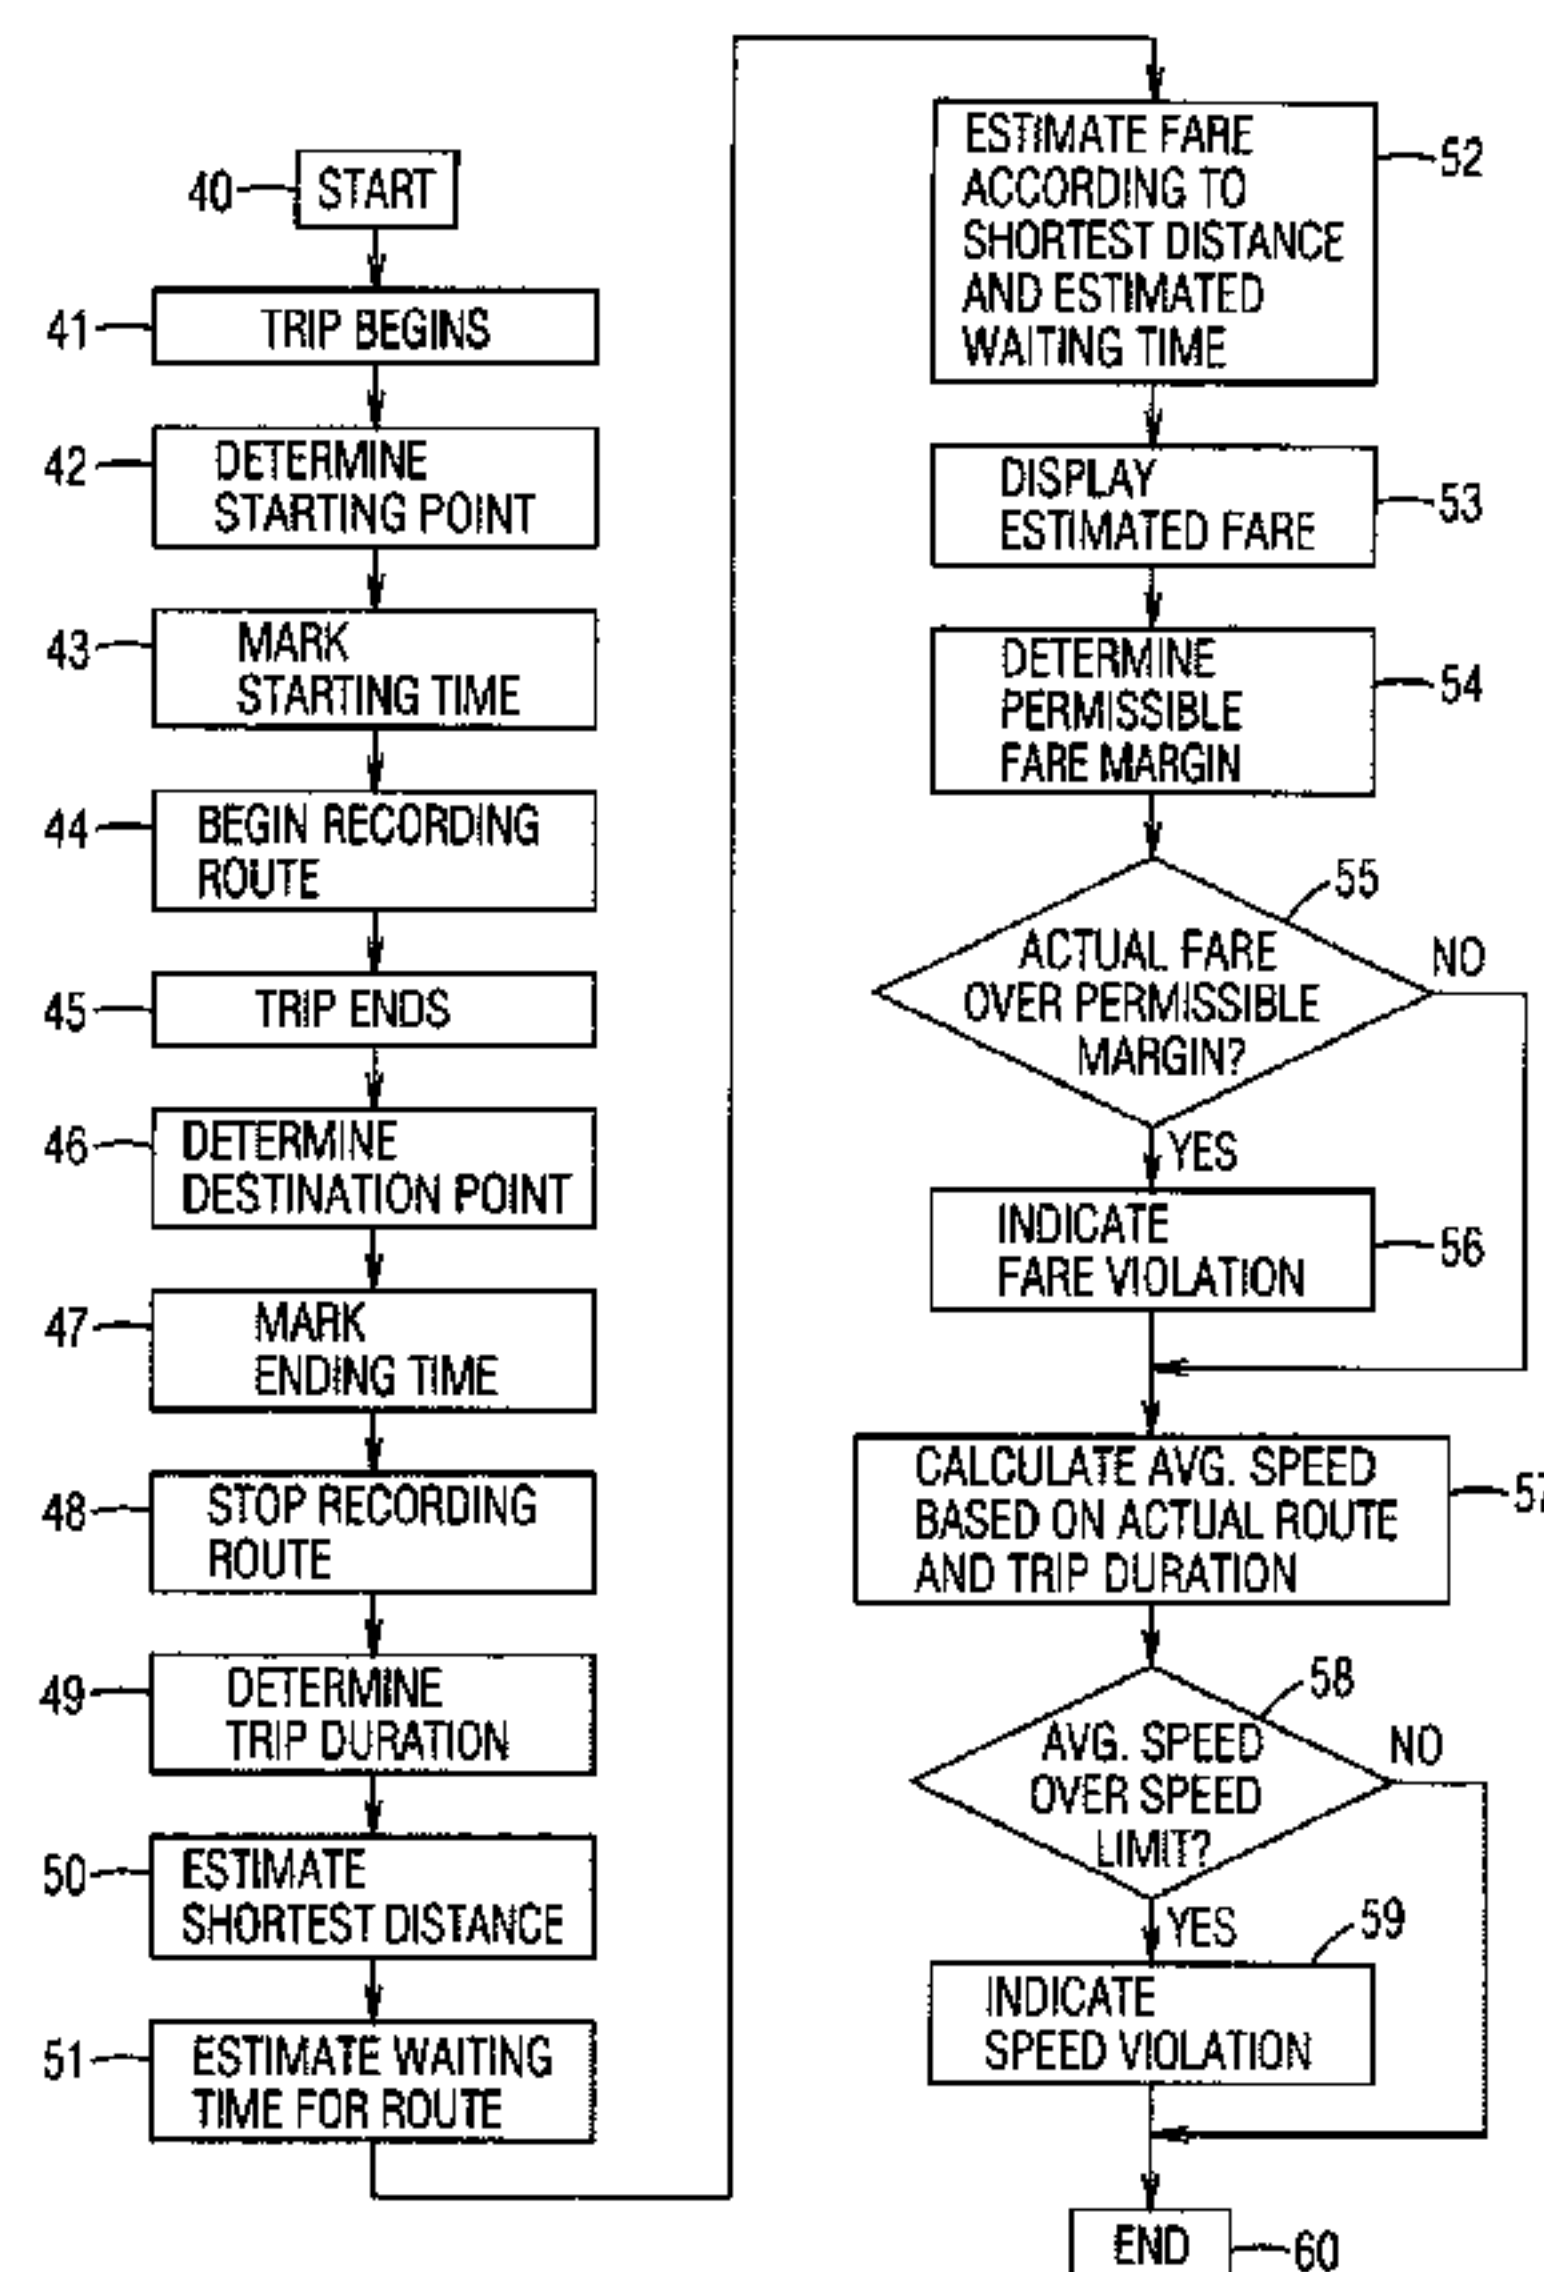 40
START
41
TRIP BEGINS
42
DETERMINE
STARTING POINT
43
MARK
STARTING TIME
44
BEGIN RECORDING
ROUTE
45
TRIP ENDS
46
DETERMINE
DESTINATION POINT
47
MARK
ENDING TIME
48
STOP RECORDING
ROUTE
49
DETERMINE
TRIP DURATION
50
ESTIMATE
SHORTEST DISTANCE
51
ESTIMATE WAITING
TIME FOR ROUTE
ESTIMATE FARE
ACCORDING TO
SHORTEST DISTANCE
AND ESTIMATED
WAITING TIME
52
DISPLAY
ESTIMATED FARE
53
DETERMINE
PERMISSIBLE
FARE MARGIN
54
55
ACTUAL FARE
OVER PERMISSIBLE
MARGIN?
NO
YES
INDICATE
FARE VIOLATION
56
CALCULATE AVG. SPEED
BASED ON ACTUAL ROUTE
AND TRIP DURATION
57
58
AVG. SPEED
OVER SPEED
LIMIT?
NO
YES
59
INDICATE
SPEED VIOLATION
END
60